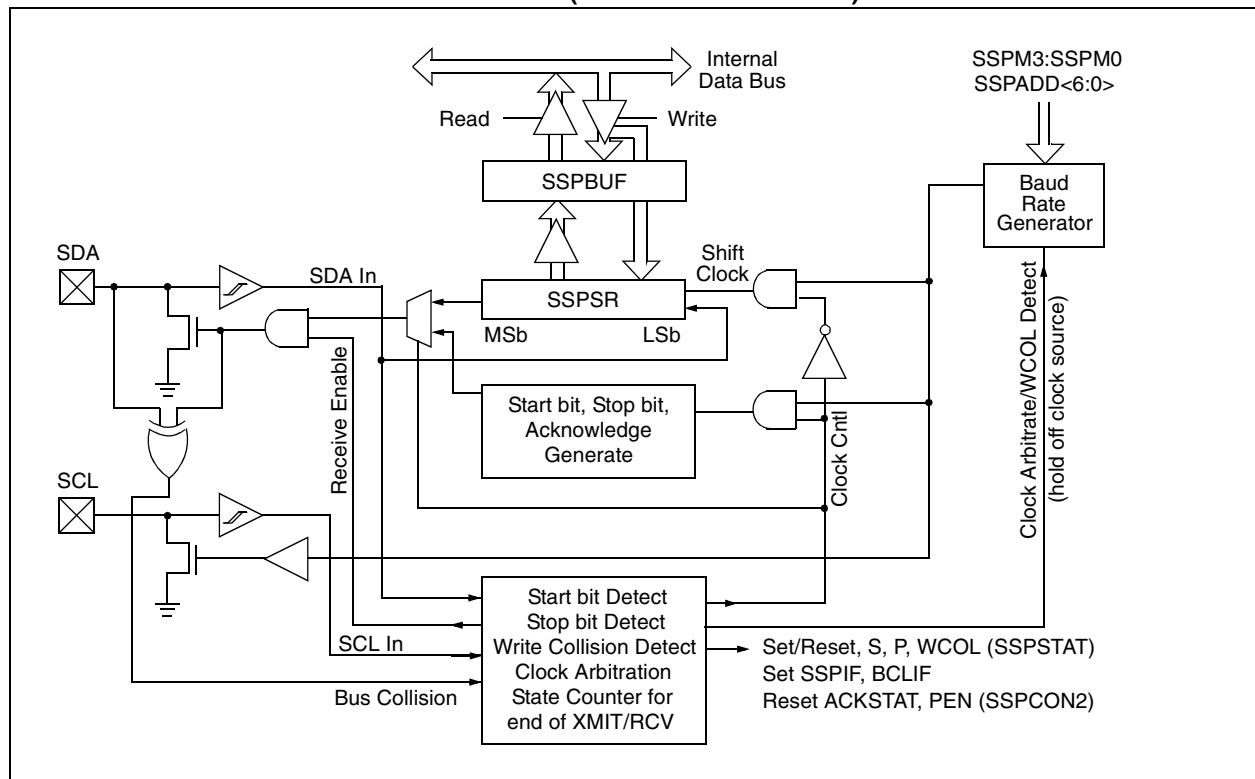 Internal
Data Bus
SSPM3:SSPM0
SSPADD<6:0>
Read
Write
SSPBUF
Baud
Rate
Generator
SDA
SDA In
Shift
Clock
SSPSR
MSb
LSb
Receive Enable
Start bit, Stop bit,
Acknowledge
Generate
Clock Cntl
Clock Arbitrate/WCOL Detect
(hold off clock source)
SCL
SCL In
Bus Collision
Start bit Detect
Stop bit Detect
Write Collision Detect
Clock Arbitration
State Counter for
end of XMIT/RCV
Set/Reset, S, P, WCOL (SSPSTAT)
Set SSPIF, BCLIF
Reset ACKSTAT, PEN (SSPCON2)